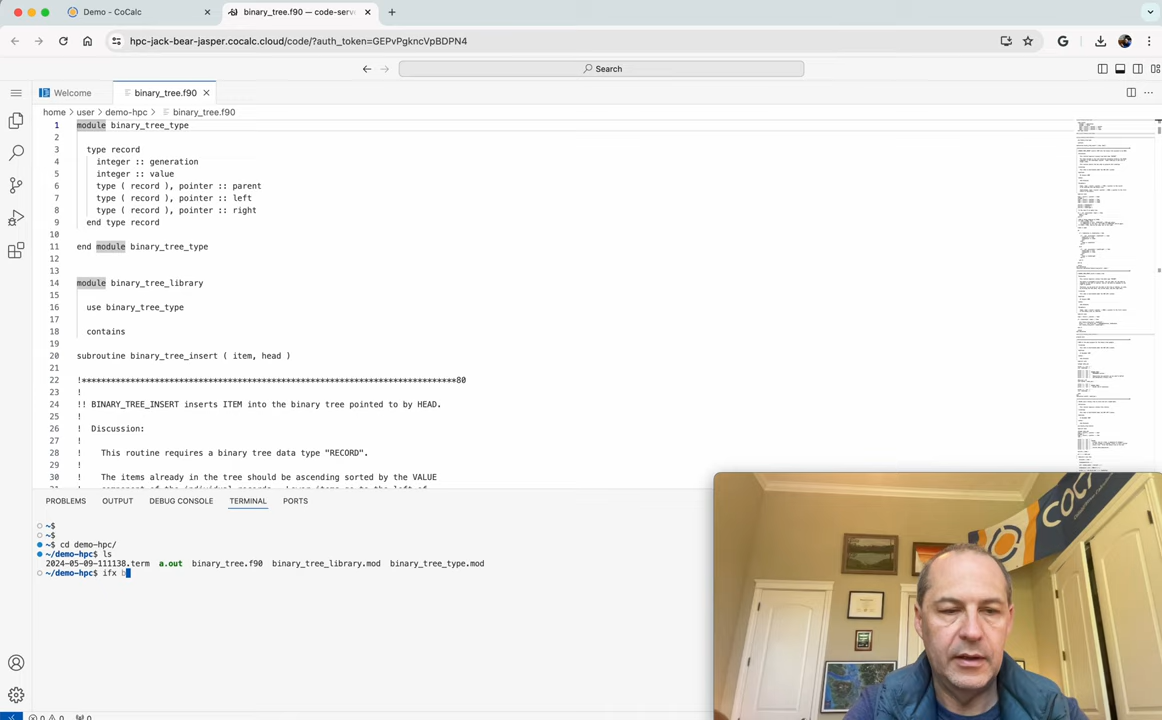 Demo - CoCalc
binary_tree.f90 — code-serve
hpc-jack-bear-jasper.cocalc.cloud/code/?auth_token=GEPvPgkncVpBDPN4
Search
Welcome
binary_tree.f90
home > user > demo-hpc > binary_tree.f90
1 module binary_tree_type
2
3 type record
4 integer :: generation
5 integer :: value
6 type ( record ), pointer :: parent
7 type ( record ), pointer :: left
8 type ( record ), pointer :: right
9 end type record
10
11 end module binary_tree_type
12
13
14 module binary_tree_library
15
16 use binary_tree_type
17
18 contains
19
20 subroutine binary_tree_insert ( item, head )
21
22 !*****************************************************************************80
23 !
24 !! BINARY_TREE_INSERT inserts ITEM into the binary tree pointed to by HEAD.
25 !
26 ! Discussion:
27 !
28 ! This routine requires a binary tree data type "RECORD".
29 !
30 ! The items already in the tree should be ascending sorted by the VALUE
PROBLEMS OUTPUT DEBUG CONSOLE TERMINAL PORTS
~$
~$
~$ cd demo-hpc/
~/demo-hpc$ ls
2024-05-09-111138.term a.out binary_tree.f90 binary_tree_library.mod binary_tree_type.mod
~/demo-hpc$ ifx b
COCA
0 0 0